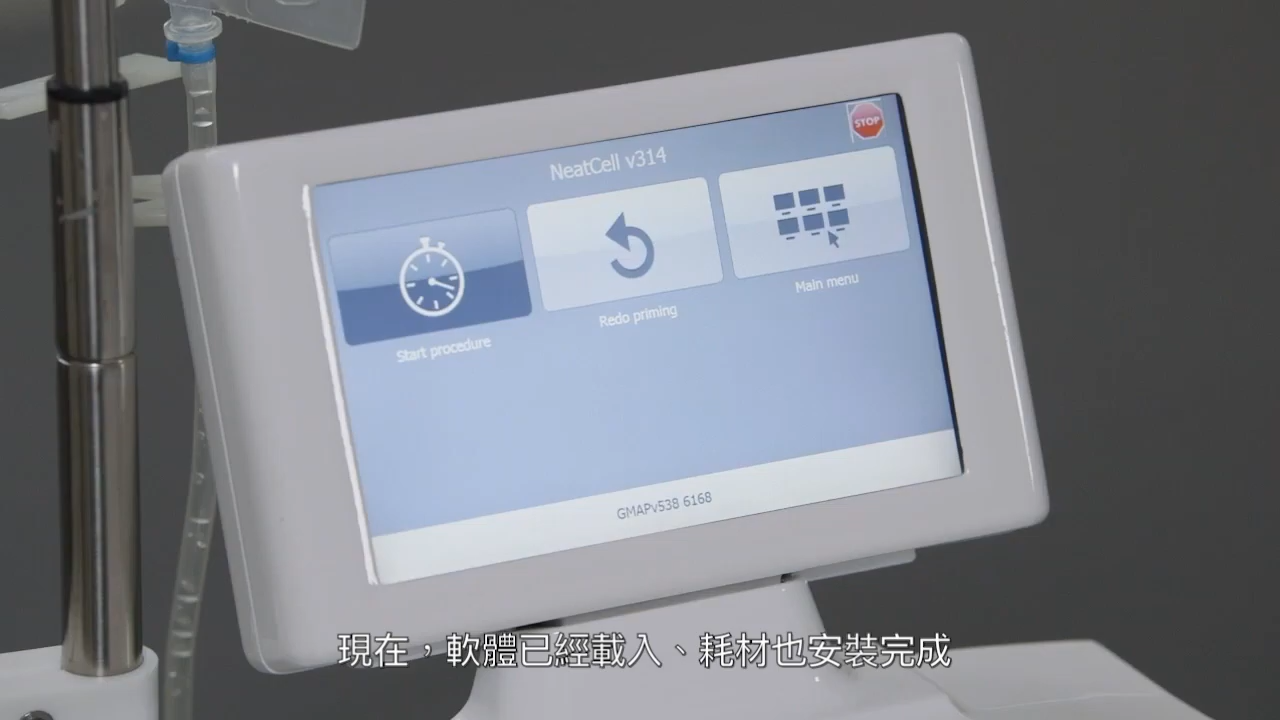 STOP
NeatCell v314
Start procedure
Redo priming
Main menu
GMAPv538 6168
現在，軟體已經載入、耗材也安裝完成